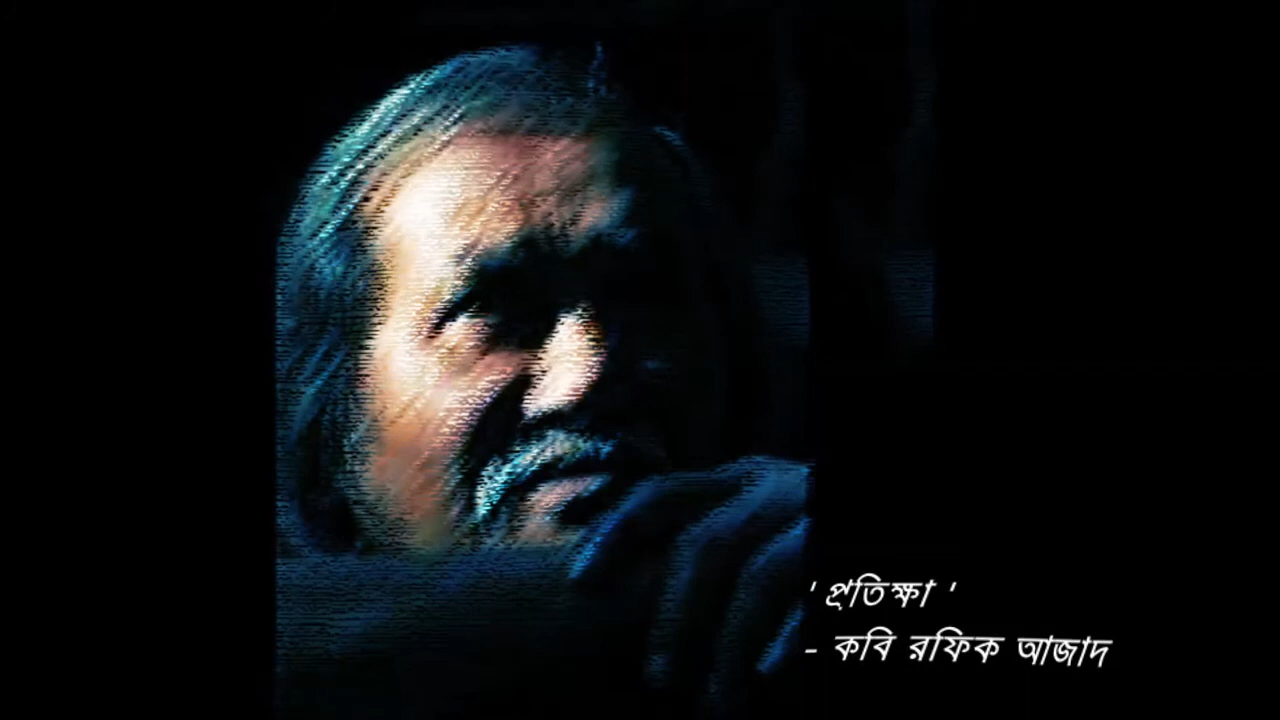 ' প্রতিক্ষা '
- কবি রফিক আজাদ